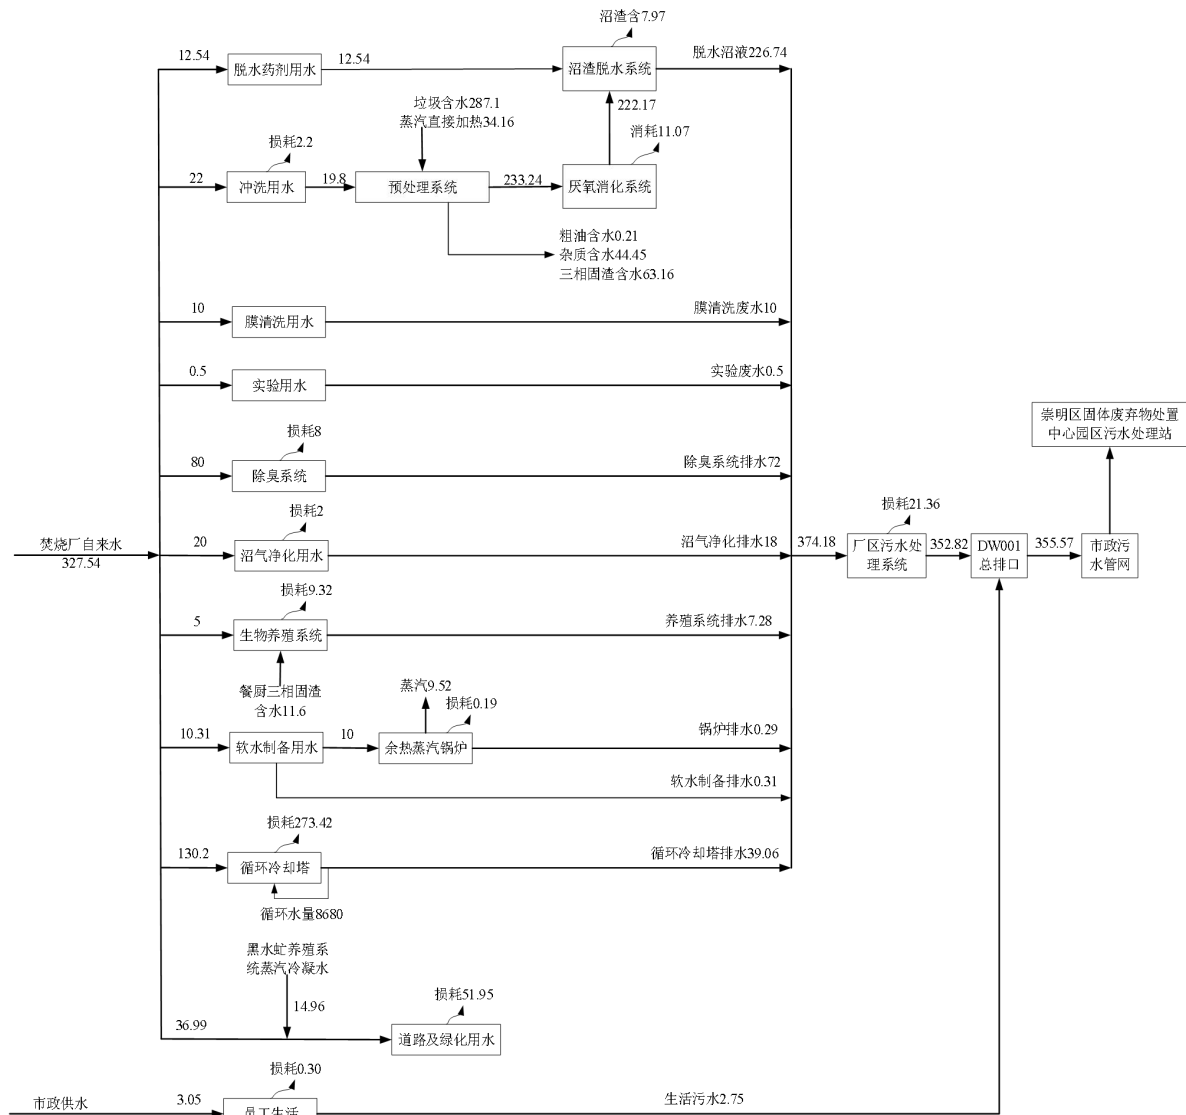 沼渣含7.97
12.54
脱水药剂用水
12.54
沼渣脱水系统
脱水沼液226.74
垃圾含水287.1
蒸汽直接加热34.16
222.17
损耗2.2
消耗11.07
22
冲洗用水
19.8
预处理系统
233.24
厌氧消化系统
粗油含水0.21
杂质含水44.45
三相固渣含水63.16
10
膜清洗用水
膜清洗废水10
0.5
实验用水
实验废水0.5
崇明区固体废弃物处置
中心园区污水处理站
损耗8
80
除臭系统
除臭系统排水72
损耗2
损耗21.36
焚烧厂自来水
327.54
20
沼气净化用水
沼气净化排水18
374.18
厂区污水处
理系统
352.82
DW001
总排口
355.57
市政污
水管网
损耗9.32
5
生物养殖系统
养殖系统排水7.28
餐厨三相固渣
含水11.6
蒸汽9.52
损耗0.19
10.31
软水制备用水
10
余热蒸汽锅炉
锅炉排水0.29
软水制备排水0.31
损耗273.42
130.2
循环冷却塔
循环冷却塔排水39.06
循环水量8680
黑水虻养殖系
统蒸汽冷凝水
14.96
损耗51.95
36.99
道路及绿化用水
损耗0.30
市政供水
3.05
员工生活
生活污水2.75